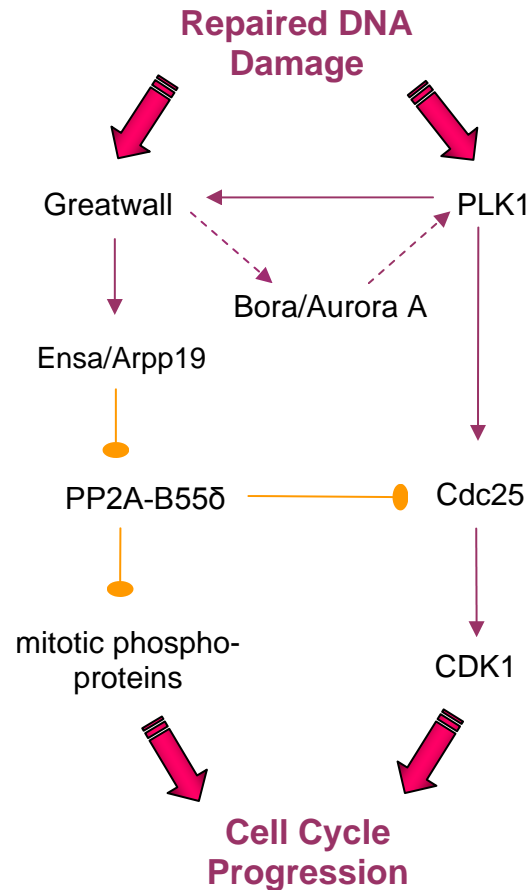 Repaired DNA
Damage
Greatwall
PLK1
Bora/Aurora A
Ensa/Arpp19
PP2A-B55δ
Cdc25
mitotic phospho-
proteins
CDK1
Cell Cycle
Progression